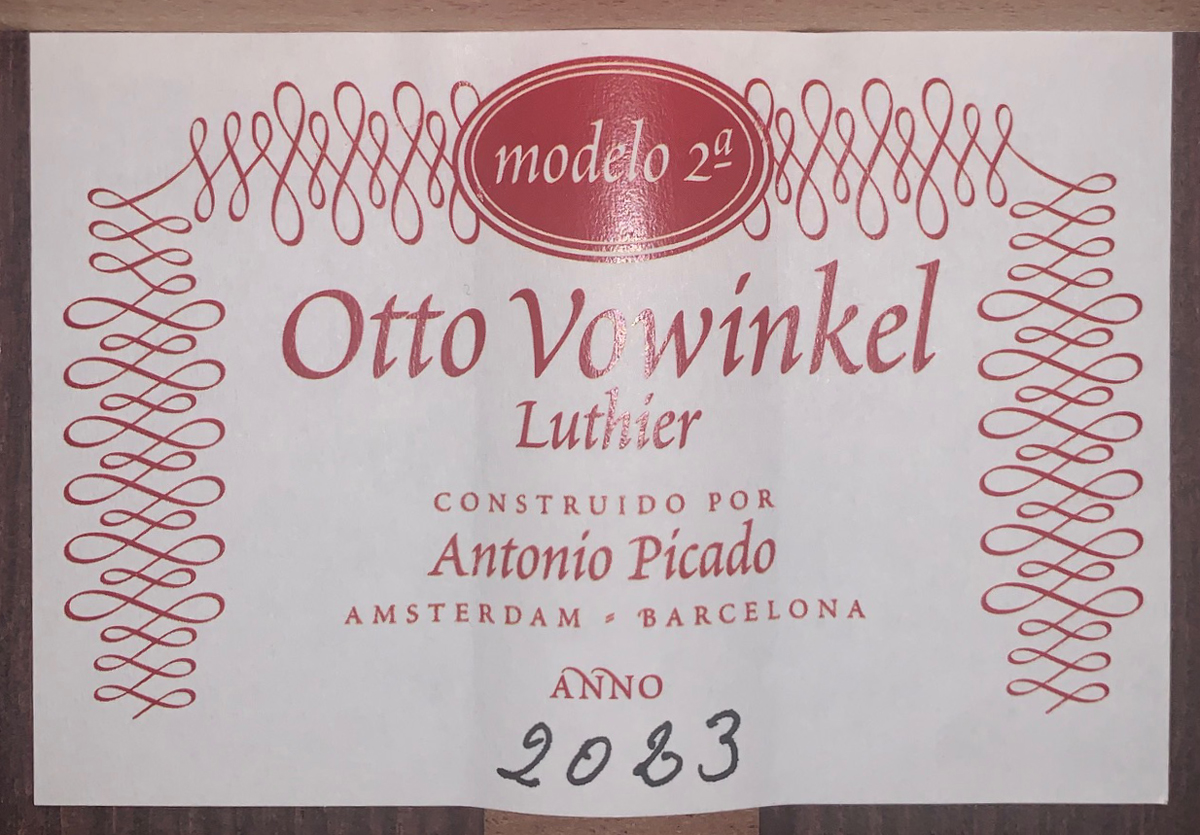 modelo 2ª
Otto Vowinkel
Luthier
CONSTRUIDO POR
Antonio Picado
AMSTERDAM - BARCELONA
ANNO
2023